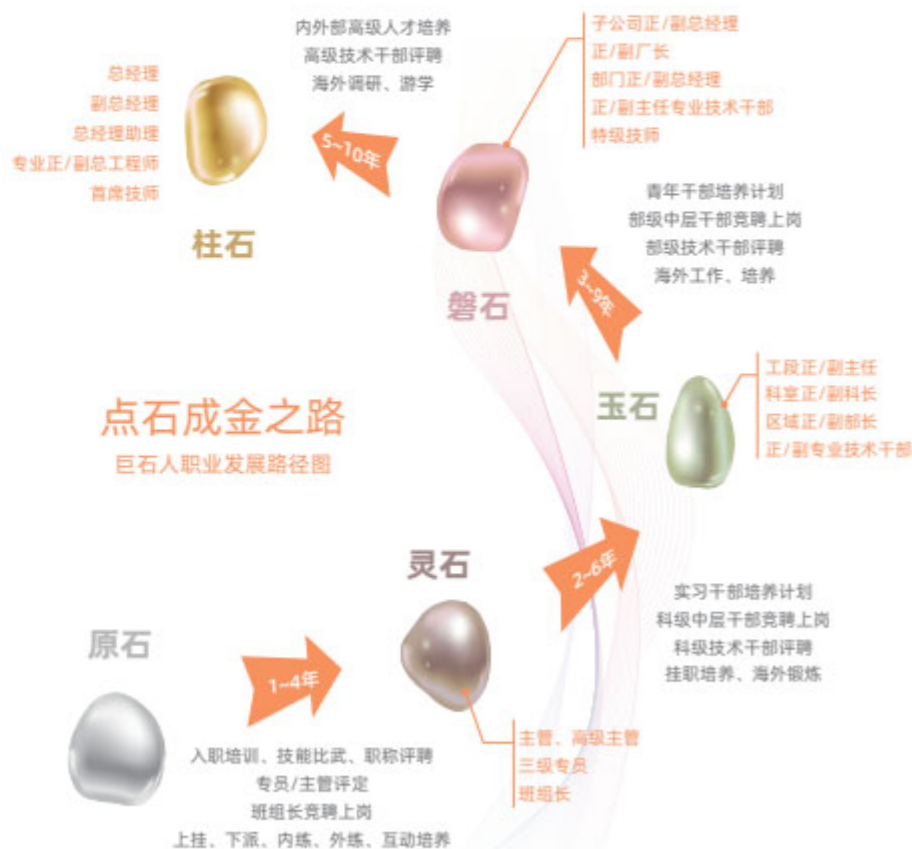 内外部高级人才培养
高级技术干部评聘
海外调研、游学
子公司正/副总经理
正/副厂长
部门正/副总经理
正/副主任专业技术干部
特级技师
总经理
副总经理
总经理助理
专业正/副总工程师
首席技师
5~10年
柱石
磐石
青年干部培养计划
部级中层干部竞聘上岗
部级技术干部评聘
海外工作、培养
3~9年
点石成金之路
巨石人职业发展路径图
玉石
工段正/副主任
科室正/副科长
区域正/副部长
正/副专业技术干部
灵石
2~6年
实习干部培养计划
科级中层干部竞聘上岗
科级技术干部评聘
挂职培养、海外锻炼
原石
1~4年
主管、高级主管
三级专员
班组长
入职培训、技能比武、职称评聘
专员/主管评定
班组长竞聘上岗
上挂、下派、内练、外练、互动培养